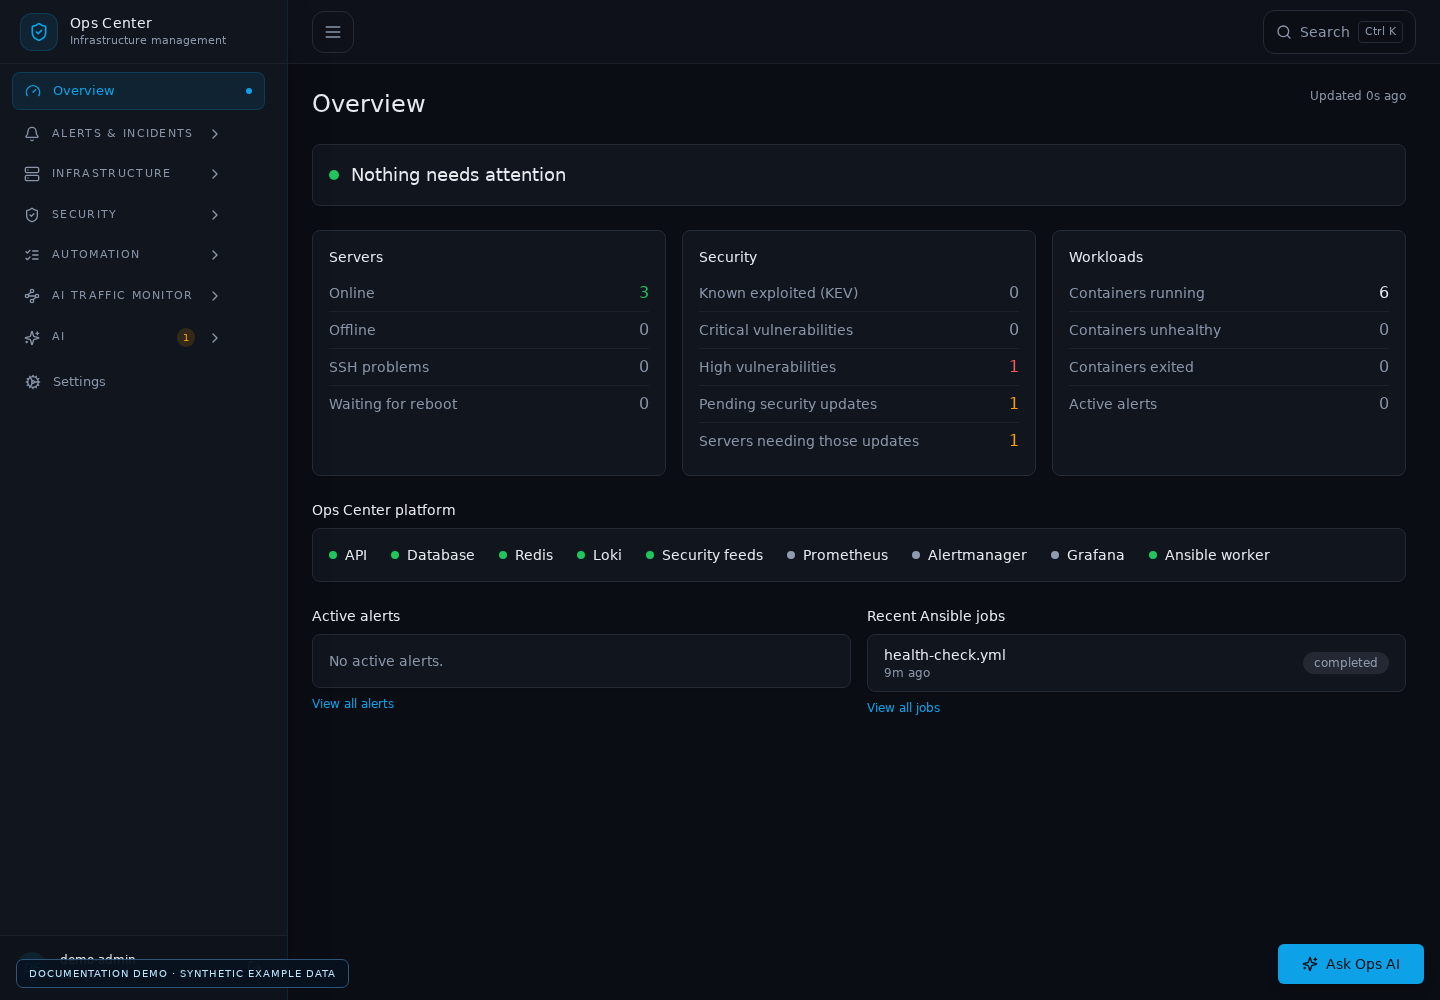 Ops Center
Infrastructure management
Search Ctrl K
Overview
ALERTS & INCIDENTS
INFRASTRUCTURE
SECURITY
AUTOMATION
AI TRAFFIC MONITOR
AI 1
Settings
Overview
Updated 0s ago
Nothing needs attention
Servers
Online 3
Offline 0
SSH problems 0
Waiting for reboot 0
Security
Known exploited (KEV) 0
Critical vulnerabilities 0
High vulnerabilities 1
Pending security updates 1
Servers needing those updates 1
Workloads
Containers running 6
Containers unhealthy 0
Containers exited 0
Active alerts 0
Ops Center platform
API Database Redis Loki Security feeds Prometheus Alertmanager Grafana Ansible worker
Active alerts
No active alerts.
View all alerts
Recent Ansible jobs
health-check.yml
9m ago
completed
View all jobs
demo admin
DOCUMENTATION DEMO · SYNTHETIC EXAMPLE DATA
Ask Ops AI